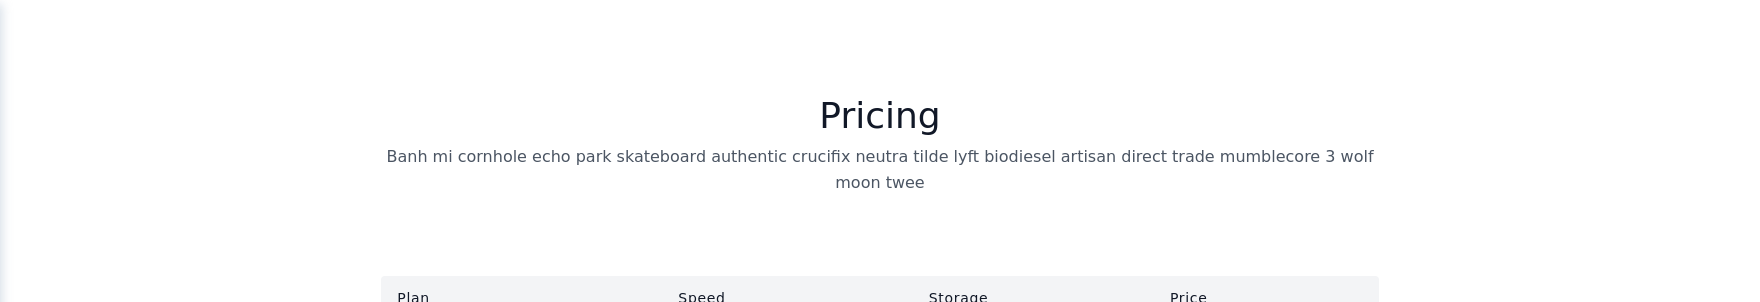 Pricing
Banh mi cornhole echo park skateboard authentic crucifix neutra tilde lyft biodiesel artisan direct trade mumblecore 3 wolf
moon twee
Plan Speed Storage Price